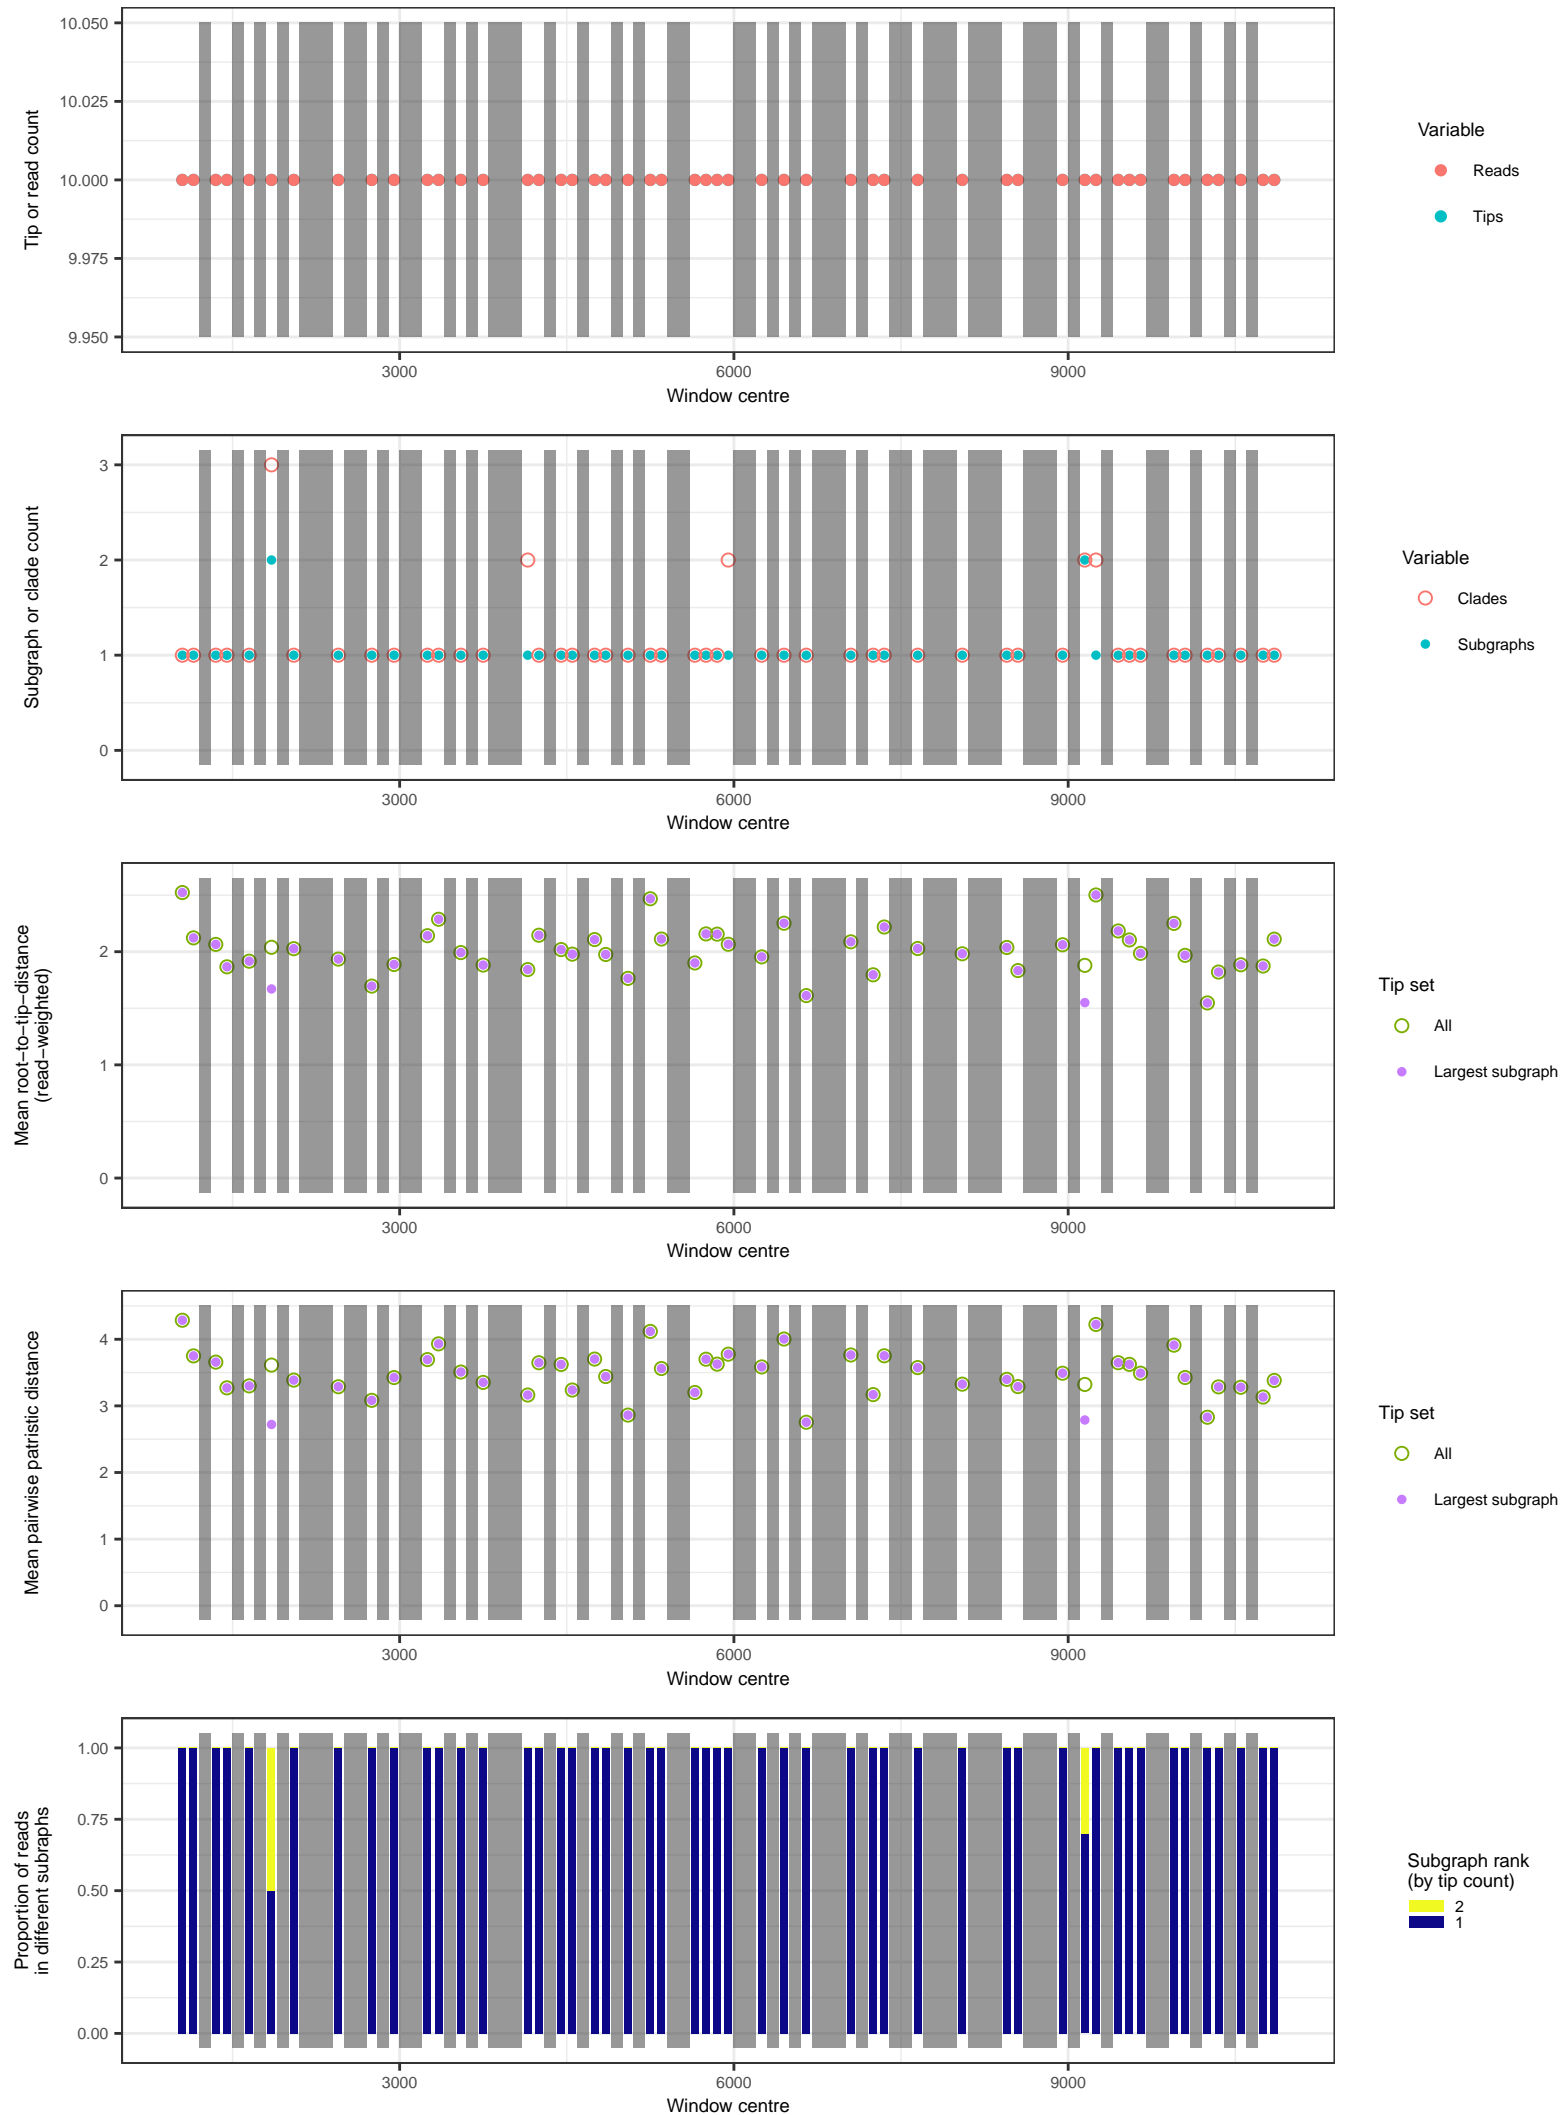 10.050
10.025
10.000
9.975
9.950
Tip or read count
3000
6000
9000
Window centre
Variable
Reads
Tips
3
2
1
0
Subgraph or clade count
3000
6000
9000
Window centre
Variable
Clades
Subgraphs
2
1
0
Mean root−to−tip−distance
(read−weighted)
3000
6000
9000
Window centre
Tip set
All
Largest subgraph
4
3
2
1
0
Mean pairwise patristic distance
3000
6000
9000
Window centre
Tip set
All
Largest subgraph
1.00
0.75
0.50
0.25
0.00
Proportion of reads
in different subraphs
3000
6000
9000
Window centre
Subgraph rank
(by tip count)
2
1